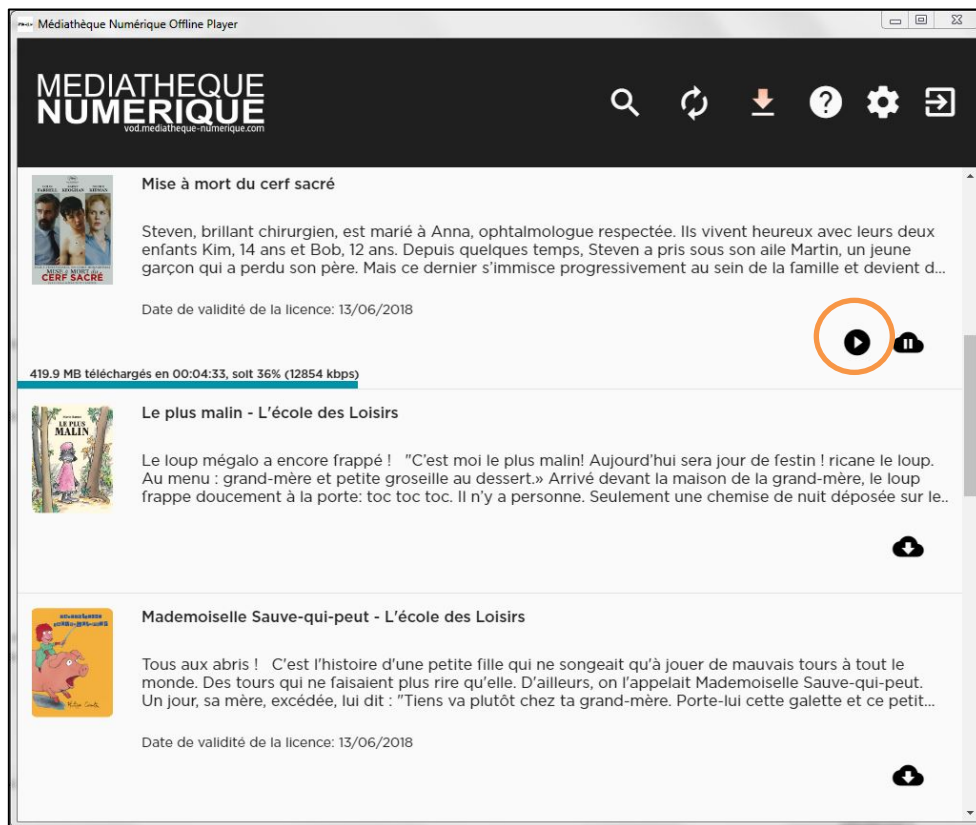 Médiathèque Numérique Offline Player
MEDIATHEQUE
NUMERIQUE
vod.mediatheque-numerique.com
Mise à mort du cerf sacré
Steven, brillant chirurgien, est marié à Anna, ophtalmologue respectée. Ils vivent heureux avec leurs deux
enfants Kim, 14 ans et Bob, 12 ans. Depuis quelques temps, Steven a pris sous son aile Martin, un jeune
garçon qui a perdu son père. Mais ce dernier s'immisce progressivement au sein de la famille et devient d...
MISE À MORT DU
CERF SACRÉ
Date de validité de la licence: 13/06/2018
419.9 MB téléchargés en 00:04:33, soit 36% (12854 kbps)
Le plus malin - L'école des Loisirs
LE PLUS
MALIN
Le loup mégalo a encore frappé ! "C'est moi le plus malin! Aujourd'hui sera jour de festin ! ricane le loup.
Au menu : grand-mère et petite groseille au dessert.» Arrivé devant la maison de la grand-mère, le loup
frappe doucement à la porte: toc toc toc. Il n'y a personne. Seulement une chemise de nuit déposée sur le..
Mademoiselle Sauve-qui-peut - L'école des Loisirs
Tous aux abris ! C'est l'histoire d'une petite fille qui ne songeait qu'à jouer de mauvais tours à tout le
monde. Des tours qui ne faisaient plus rire qu'elle. D'ailleurs, on l'appelait Mademoiselle Sauve-qui-peut.
Un jour, sa mère, excédée, lui dit : "Tiens va plutôt chez ta grand-mère. Porte-lui cette galette et ce petit...
Date de validité de la licence: 13/06/2018